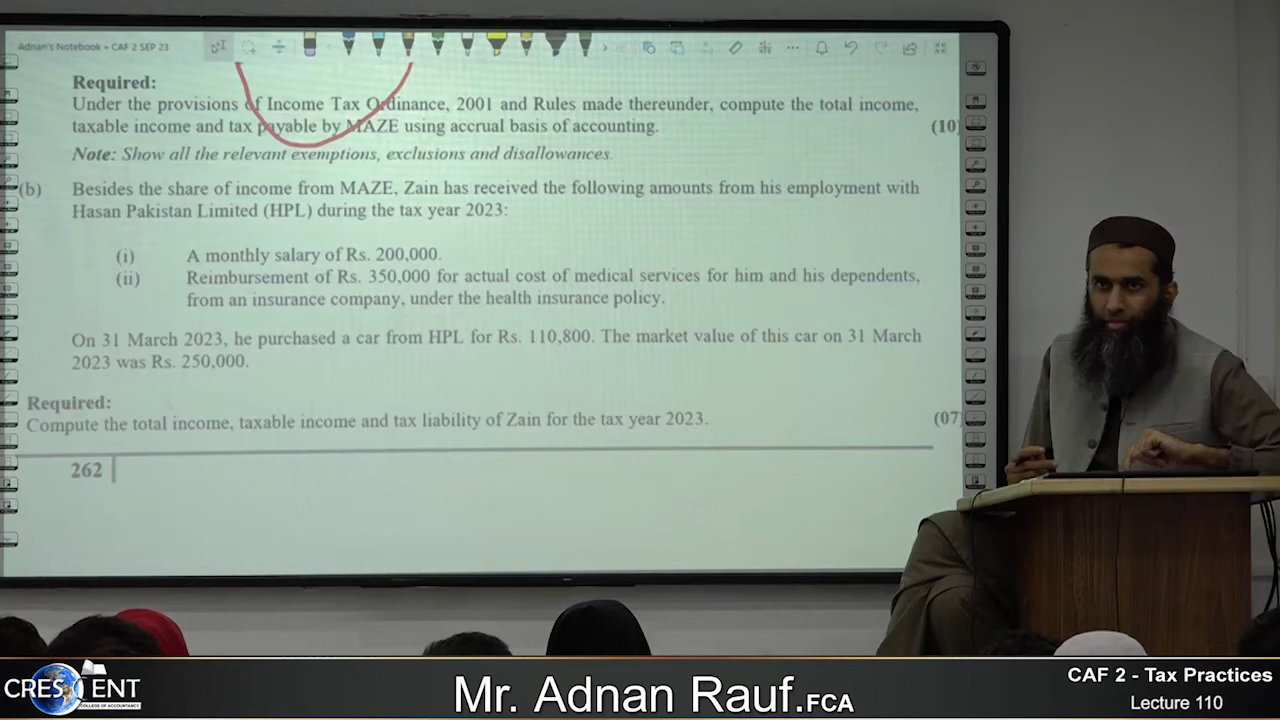 Adnan's Notebook » CAF 2 SEP 23
Required:
Under the provisions of Income Tax Ordinance, 2001 and Rules made thereunder, compute the total income,
taxable income and tax payable by MAZE using accrual basis of accounting. (10)
Note: Show all the relevant exemptions, exclusions and disallowances.
(b) Besides the share of income from MAZE, Zain has received the following amounts from his employment with
Hasan Pakistan Limited (HPL) during the tax year 2023:
(i) A monthly salary of Rs. 200,000.
(ii) Reimbursement of Rs. 350,000 for actual cost of medical services for him and his dependents,
from an insurance company, under the health insurance policy.
On 31 March 2023, he purchased a car from HPL for Rs. 110,800. The market value of this car on 31 March
2023 was Rs. 250,000.
Required:
Compute the total income, taxable income and tax liability of Zain for the tax year 2023. (07)
262
CRESCENT
COLLEGE OF ACCOUNTANCY
Mr. Adnan Rauf.FCA
CAF 2 - Tax Practices
Lecture 110